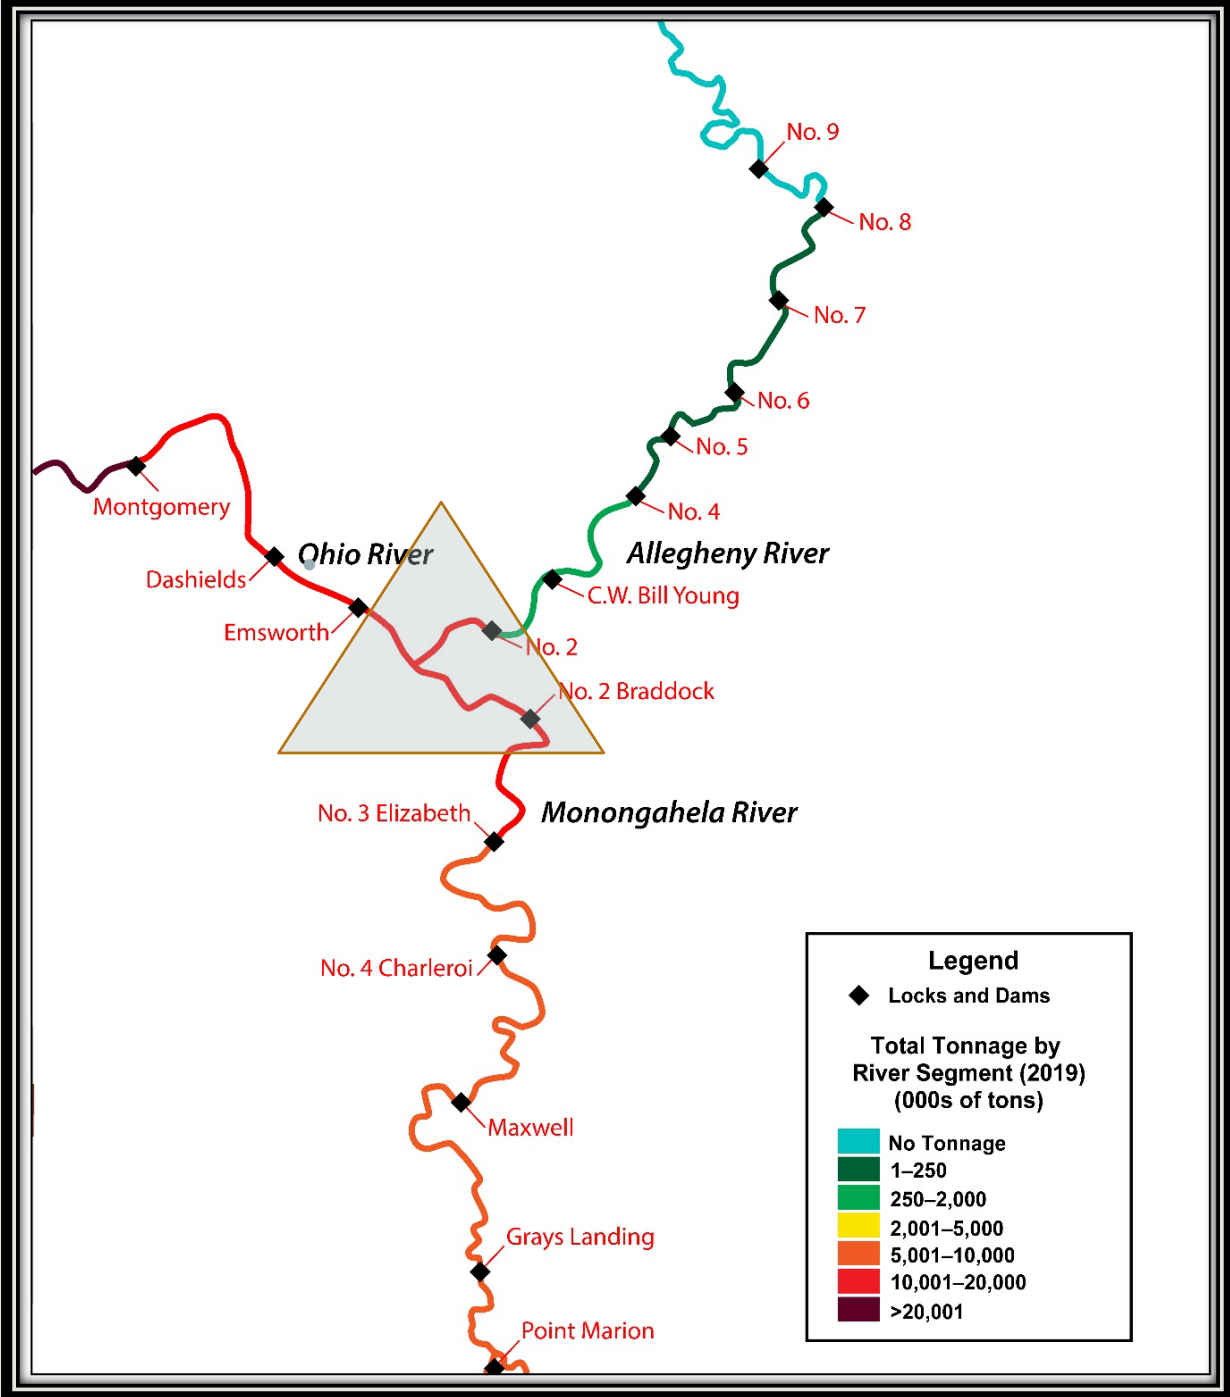 No. 9
No. 8
No. 7
No. 6
No. 5
No. 4
Montgomery
Ohio River
Allegheny River
Dashields
C.W. Bill Young
Emsworth
No. 2
No. 2 Braddock
No. 3 Elizabeth
Monongahela River
No. 4 Charleroi
Maxwell
Grays Landing
Point Marion
Legend
Locks and Dams
Total Tonnage by
River Segment (2019)
(000s of tons)
No Tonnage
1–250
250–2,000
2,001–5,000
5,001–10,000
10,001–20,000
>20,001